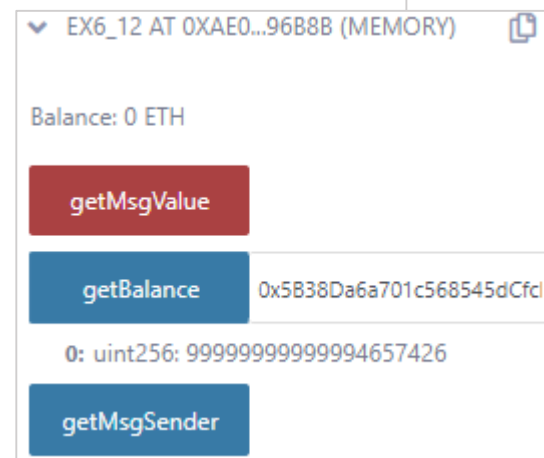 EX6_12 AT 0XAE0...96B8B (MEMORY)
Balance: 0 ETH
getMsgValue
getBalance 0x5B38Da6a701c568545dCfcl
0: uint256: 99999999999994657426
getMsgSender